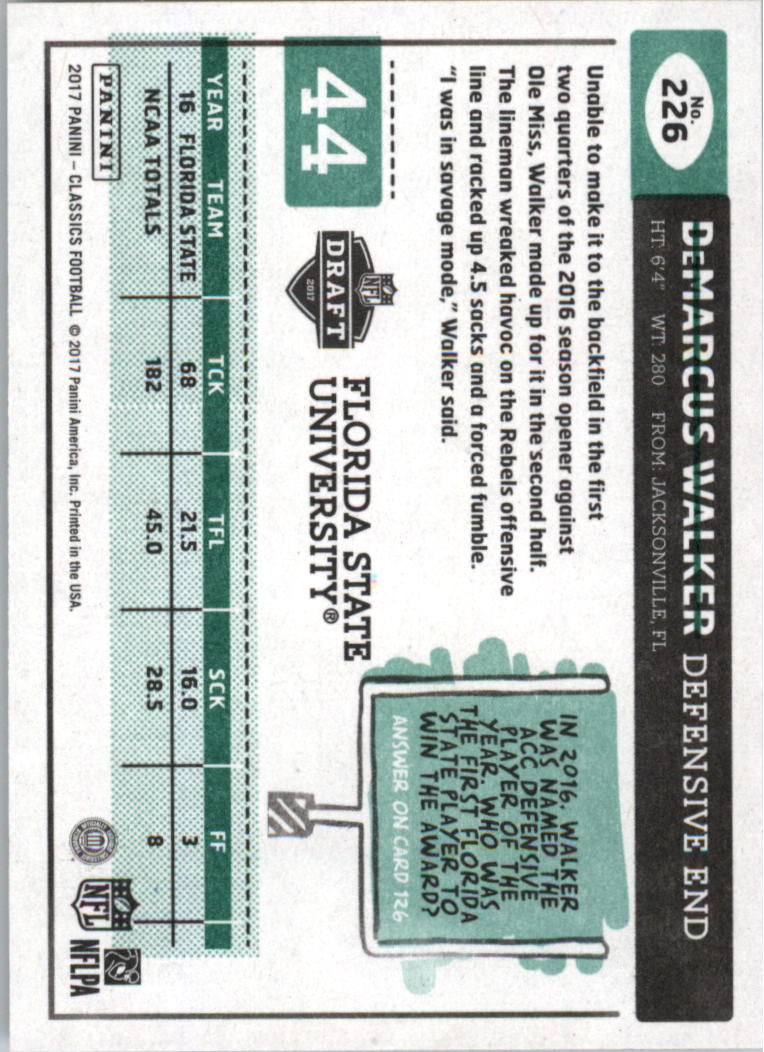 No.
226
DeMARCUS WALKER DEFENSIVE END
HT: 6'4" WT: 280 FROM: JACKSONVILLE, FL
Unable to make it to the backfield in the first
two quarters of the 2016 season opener against
Ole Miss, Walker made up for it in the second half.
The lineman wreaked havoc on the Rebels offensive
line and racked up 4.5 sacks and a forced fumble.
"I was in savage mode," Walker said.
IN 2016, WALKER
WAS NAMED THE
ACC DEFENSIVE
PLAYER OF THE
YEAR. WHO WAS
THE FIRST FLORIDA
STATE PLAYER TO
WIN THE AWARD?
ANSWER ON CARD 126.
44
NFL
DRAFT
2017
FLORIDA STATE
UNIVERSITY®
YEAR TEAM TCK TFL SCK FF
16 FLORIDA STATE 68 21.5 16.0 3
NCAA TOTALS 182 45.0 28.5 8
PANINI
NFL
NFLPA
2017 PANINI – CLASSICS FOOTBALL © 2017 Panini America, Inc. Printed in the USA.